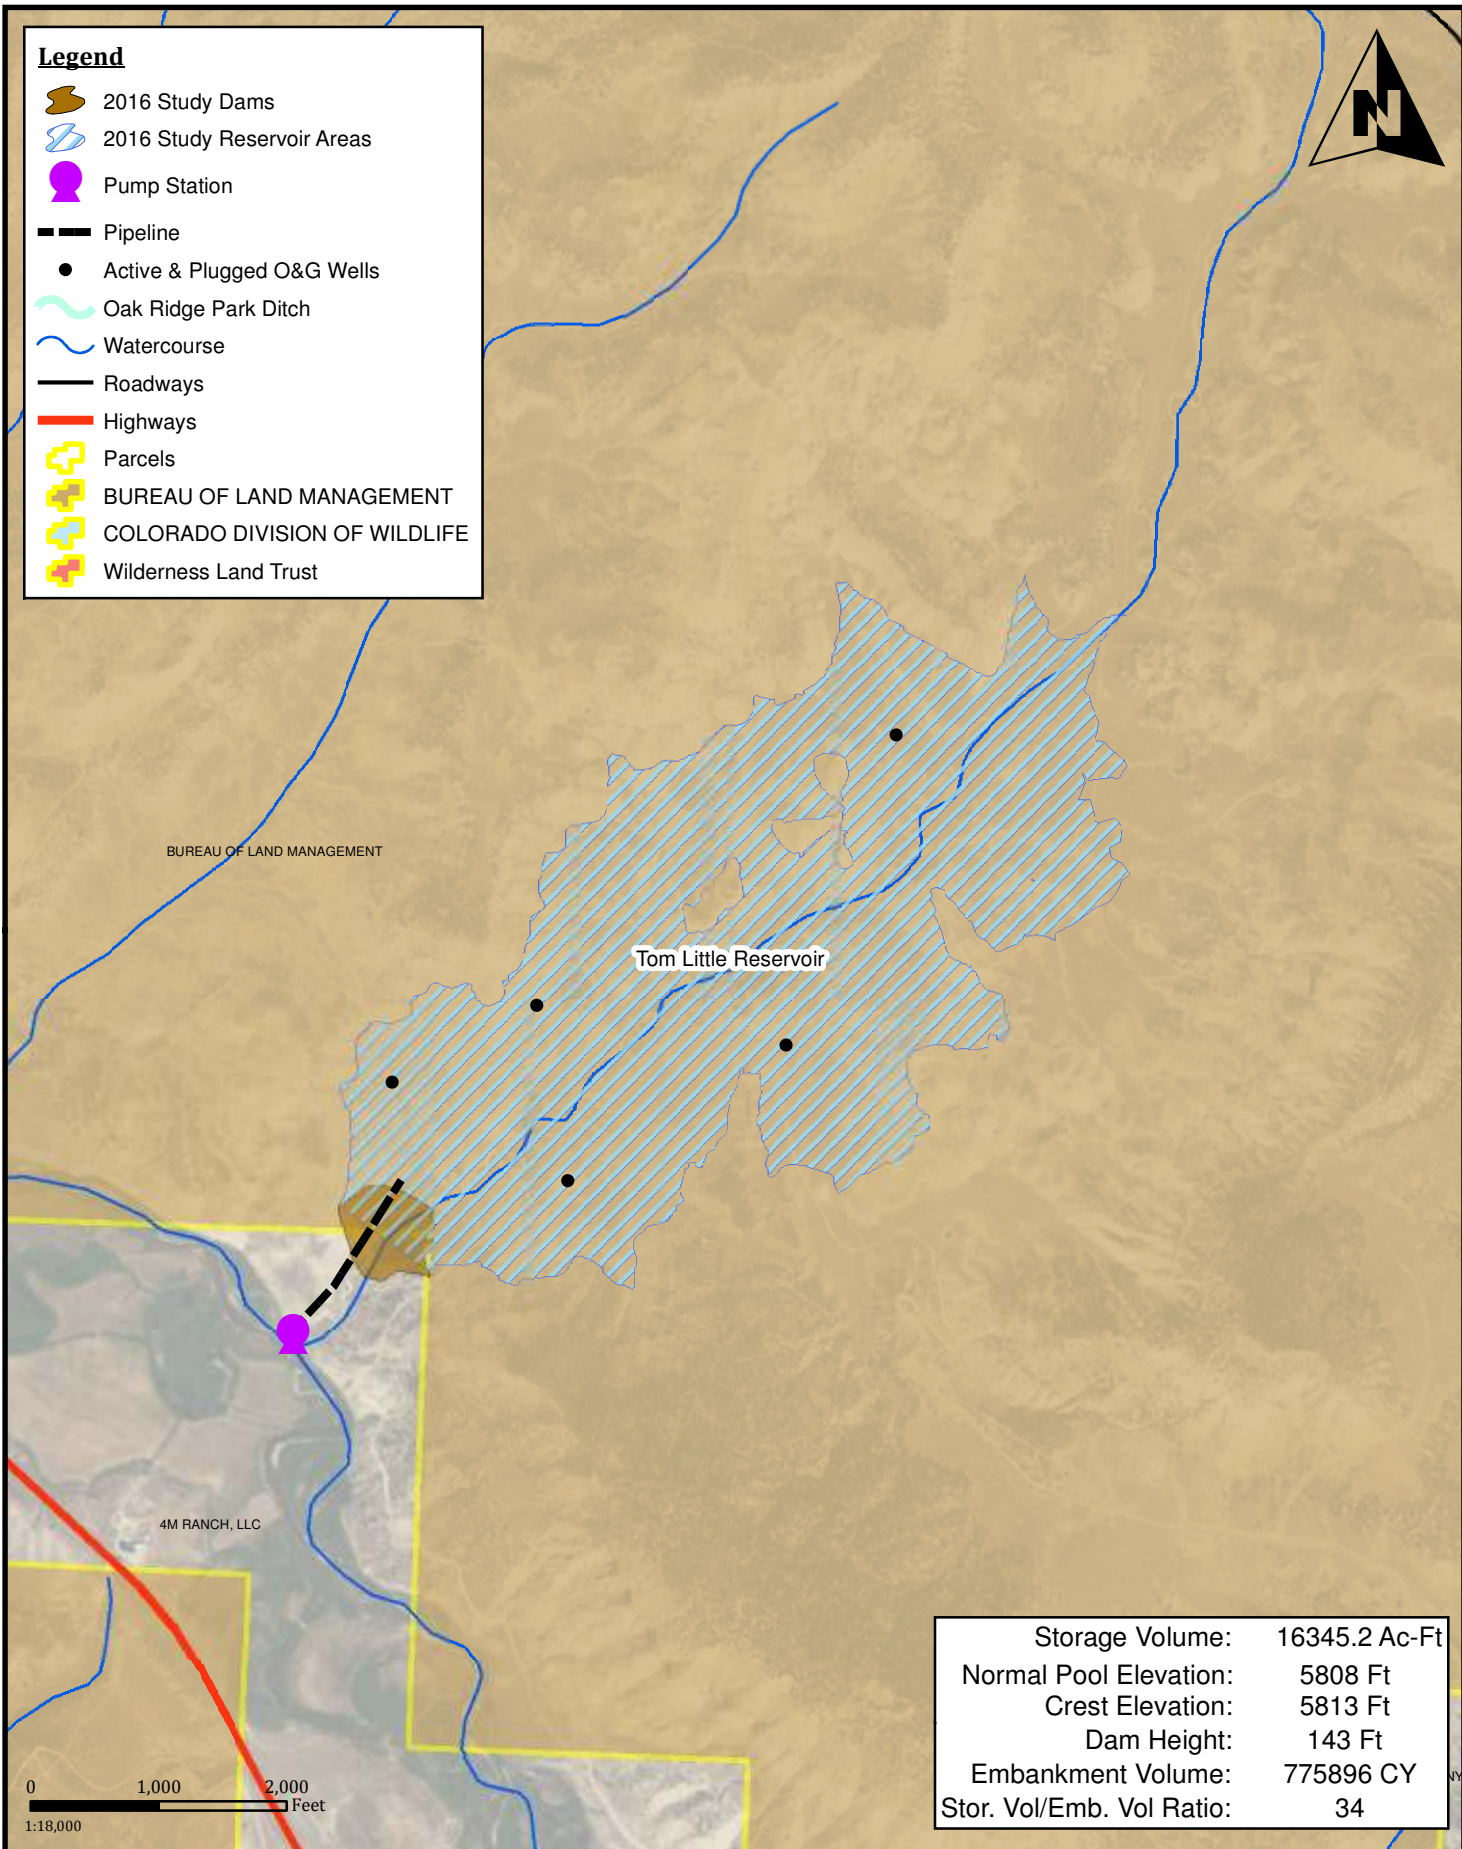 Legend
2016 Study Dams
2016 Study Reservoir Areas
Pump Station
Pipeline
Active & Plugged O&G Wells
Oak Ridge Park Ditch
Watercourse
Roadways
Highways
Parcels
BUREAU OF LAND MANAGEMENT
COLORADO DIVISION OF WILDLIFE
Wilderness Land Trust
N
BUREAU OF LAND MANAGEMENT
Tom Little Reservoir
4M RANCH, LLC
Storage Volume: 16345.2 Ac-Ft
Normal Pool Elevation: 5808 Ft
Crest Elevation: 5813 Ft
Dam Height: 143 Ft
Embankment Volume: 775896 CY
Stor. Vol/Emb. Vol Ratio: 34
0 1,000 2,000
Feet
1:18,000